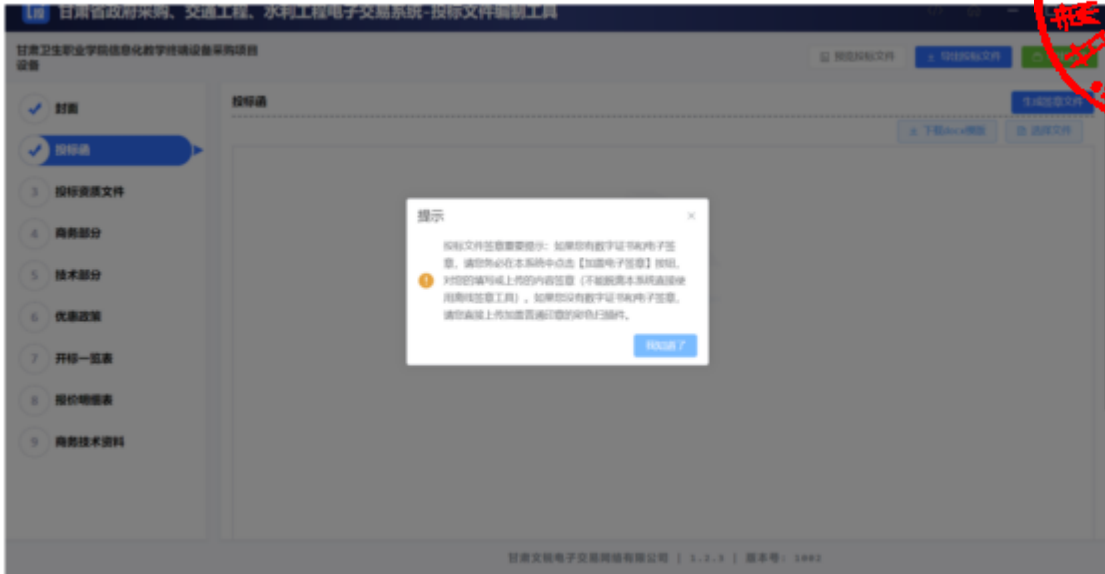 甘肃省政府采购、交通工程、水利工程电子交易系统-投标文件编制工具
甘肃卫生职业学院信息化教学终端设备采购项目
设备
预览投标文件
导出投标文件
封面
投标函
生成签章文件
投标函
下载docx模版
选择文件
3 投标资质文件
4 商务部分
5 技术部分
6 优惠政策
7 开标一览表
8 报价明细表
9 商务技术资料
提示
投标文件签章重要提示：如果您有数字证书和电子签
章，请您务必在本系统中点击【加盖电子签章】按钮，
对您的填写或上传的内容签章（不能脱离本系统直接使
用离线签章工具）。如果您没有数字证书和电子签章，
请您直接上传加盖普通印章的彩色扫描件。
我知道了
甘肃文锐电子交易网络有限公司 | 1.2.5 | 版本号: 1002